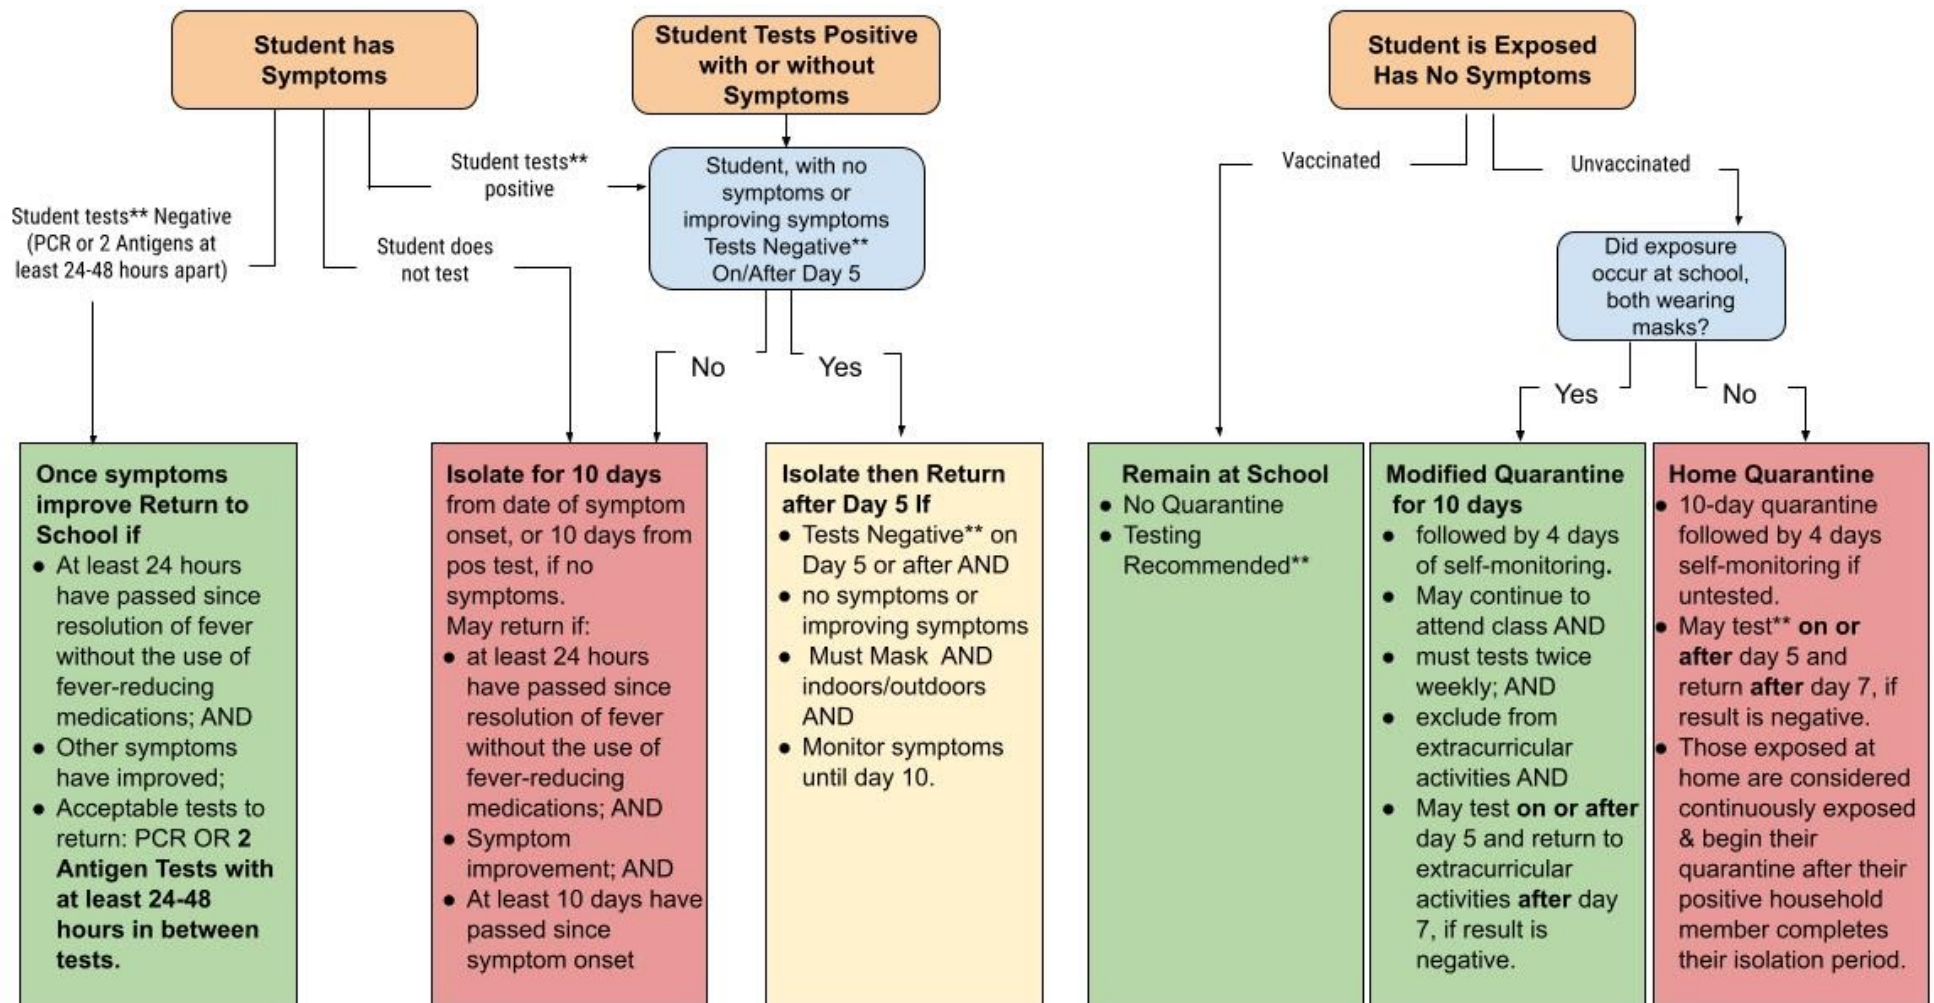 Student has
Symptoms
Student Tests Positive
with or without
Symptoms
Student is Exposed
Has No Symptoms
Student tests**
positive
Student, with no
symptoms or
improving symptoms
Tests Negative**
On/After Day 5
Vaccinated
Unvaccinated
Student tests** Negative
(PCR or 2 Antigens at
least 24-48 hours apart)
Student does
not test
Did exposure
occur at school,
both wearing
masks?
No
Yes
Yes
No
Once symptoms
improve Return to
School if
● At least 24 hours
have passed since
resolution of fever
without the use of
fever-reducing
medications; AND
● Other symptoms
have improved;
● Acceptable tests to
return: PCR OR 2
Antigen Tests with
at least 24-48
hours in between
tests.
Isolate for 10 days
from date of symptom
onset, or 10 days from
pos test, if no
symptoms.
May return if:
● at least 24 hours
have passed since
resolution of fever
without the use of
fever-reducing
medications; AND
● Symptom
improvement; AND
● At least 10 days have
passed since
symptom onset
Isolate then Return
after Day 5 If
● Tests Negative** on
Day 5 or after AND
● no symptoms or
improving symptoms
● Must Mask AND
indoors/outdoors
AND
● Monitor symptoms
until day 10.
Remain at School
● No Quarantine
● Testing
Recommended**
Modified Quarantine
for 10 days
● followed by 4 days
of self-monitoring.
● May continue to
attend class AND
● must tests twice
weekly; AND
● exclude from
extracurricular
activities AND
● May test on or after
day 5 and return to
extracurricular
activities after day
7, if result is
negative.
Home Quarantine
● 10-day quarantine
followed by 4 days
self-monitoring if
untested.
● May test** on or
after day 5 and
return after day 7, if
result is negative.
● Those exposed at
home are considered
continuously exposed
& begin their
quarantine after their
positive household
member completes
their isolation period.